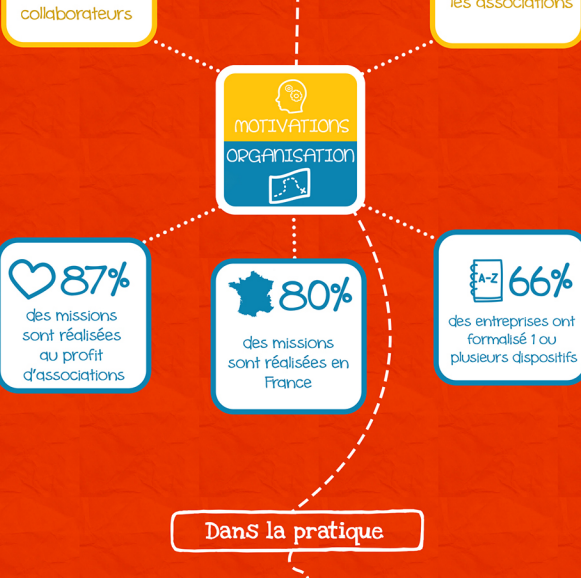 collaborateurs
les associations
MOTIVATIONS
ORGANISATION
87%
des missions
sont réalisées
au profit
d'associations
80%
des missions
sont réalisées en
France
A-Z
66%
des entreprises ont
formalisé 1 ou
plusieurs dispositifs
Dans la pratique